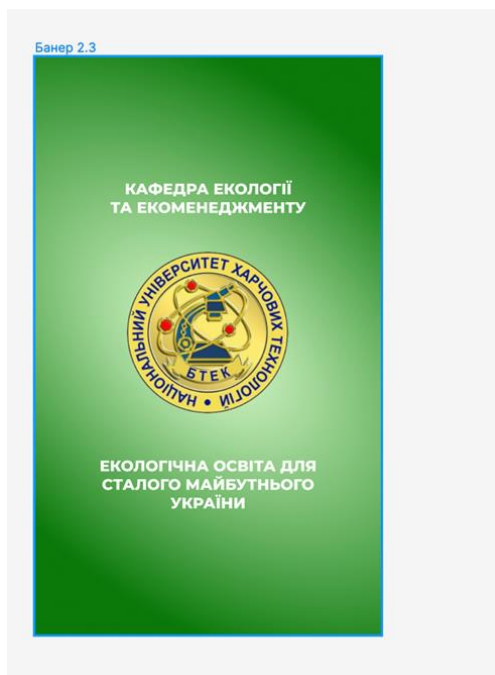 Банер 2.3
КАФЕДРА ЕКОЛОГІЇ
ТА ЕКОМЕНЕДЖМЕНТУ
НАЦІОНАЛЬНИЙ УНІВЕРСИТЕТ ХАРЧОВИХ ТЕХНОЛОГІЙ •
БТЕК
ЕКОЛОГІЧНА ОСВІТА ДЛЯ
СТАЛОГО МАЙБУТНЬОГО
УКРАЇНИ